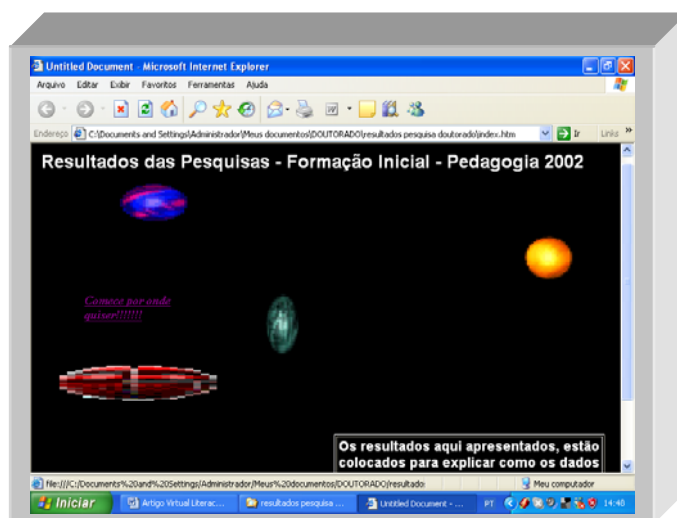 Untitled Document - Microsoft Internet Explorer
Arquivo Editar Exibir Favoritos Ferramentas Ajuda
Endereço C:\Documents and Settings\Administrador\Meus documentos\DOUTORADO\resultados pesquisa doutorado\index.htm Ir Links »
Resultados das Pesquisas - Formação Inicial - Pedagogia 2002
Comece por onde
quiser!!!!!!!
Os resultados aqui apresentados, estão
colocados para explicar como os dados
file:///C:/Documents%20and%20Settings/Administrador/Meus%20documentos/DOUTORADO/resultado Meu computador
Iniciar Artigo Virtual Literac... resultados pesquisa ... Untitled Document - ... PT 14:48